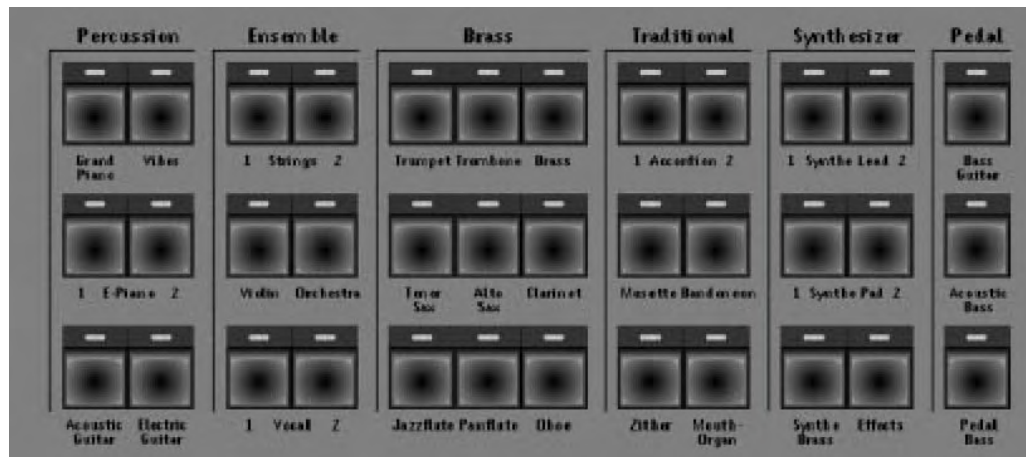 Percussion Ensemble Brass Traditional Synthesizer Pedal
Grand Piano Vibes 1 Strings 2 Trumpet Trombone Brass 1 Accordion 2 1 Synthe Lead 2 Bass Guitar
1 E-Piano 2 Violin Orchestra Tenor Sax Alto Sax Clarinet Musette Bandoneon 1 Synthe Pad 2 Acoustic Bass
Acoustic Guitar Electric Guitar 1 Vocal 2 Jazzflute Panflute Oboe Zither Mouth-Organ Synthe Brass Effects Pedal Bass